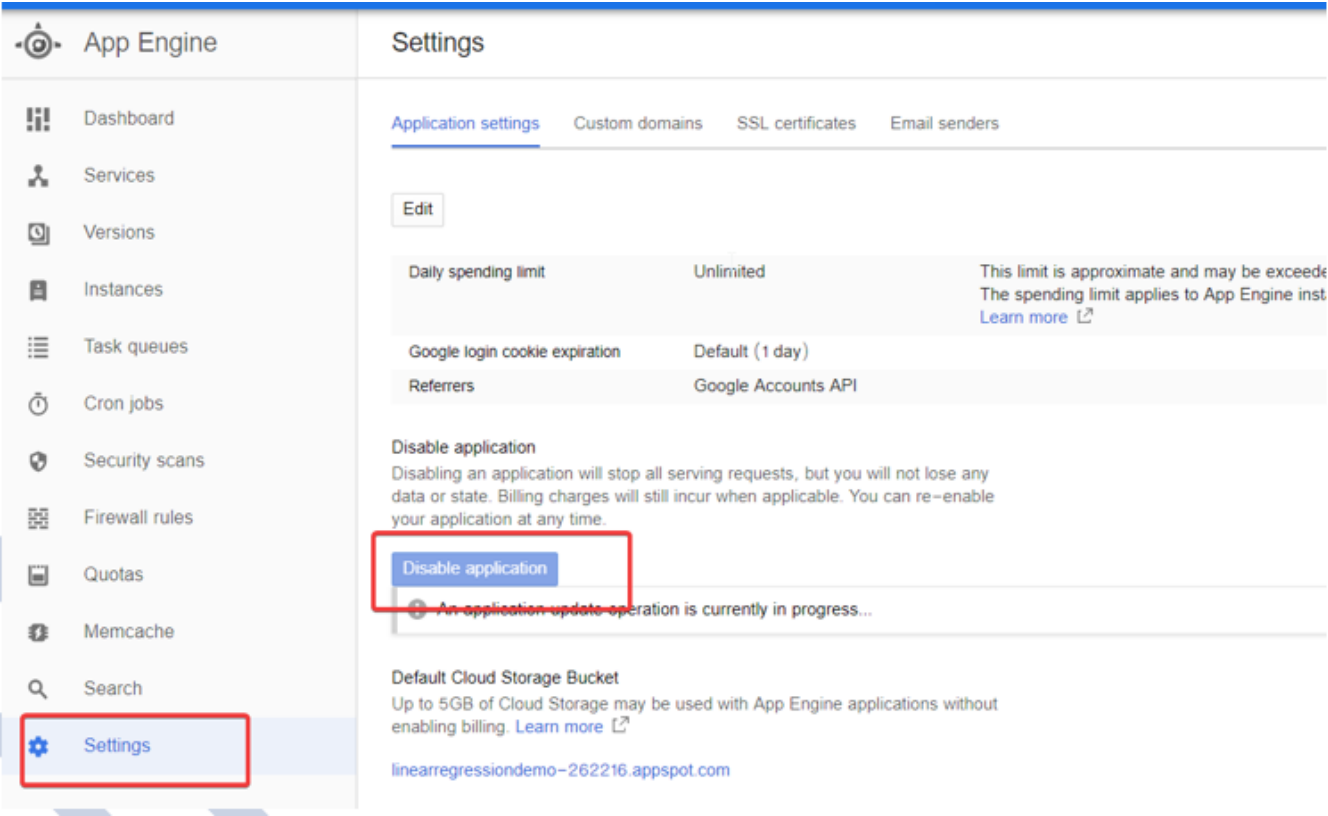 App Engine
Settings
Dashboard
Services
Versions
Instances
Task queues
Cron jobs
Security scans
Firewall rules
Quotas
Memcache
Search
Settings
Application settings Custom domains SSL certificates Email senders
Edit
Daily spending limit Unlimited This limit is approximate and may be exceede
The spending limit applies to App Engine inst
Learn more
Google login cookie expiration Default (1 day)
Referrers Google Accounts API
Disable application
Disabling an application will stop all serving requests, but you will not lose any
data or state. Billing charges will still incur when applicable. You can re-enable
your application at any time.
Disable application
An application update operation is currently in progress...
Default Cloud Storage Bucket
Up to 5GB of Cloud Storage may be used with App Engine applications without
enabling billing. Learn more
linearregressiondemo-262216.appspot.com